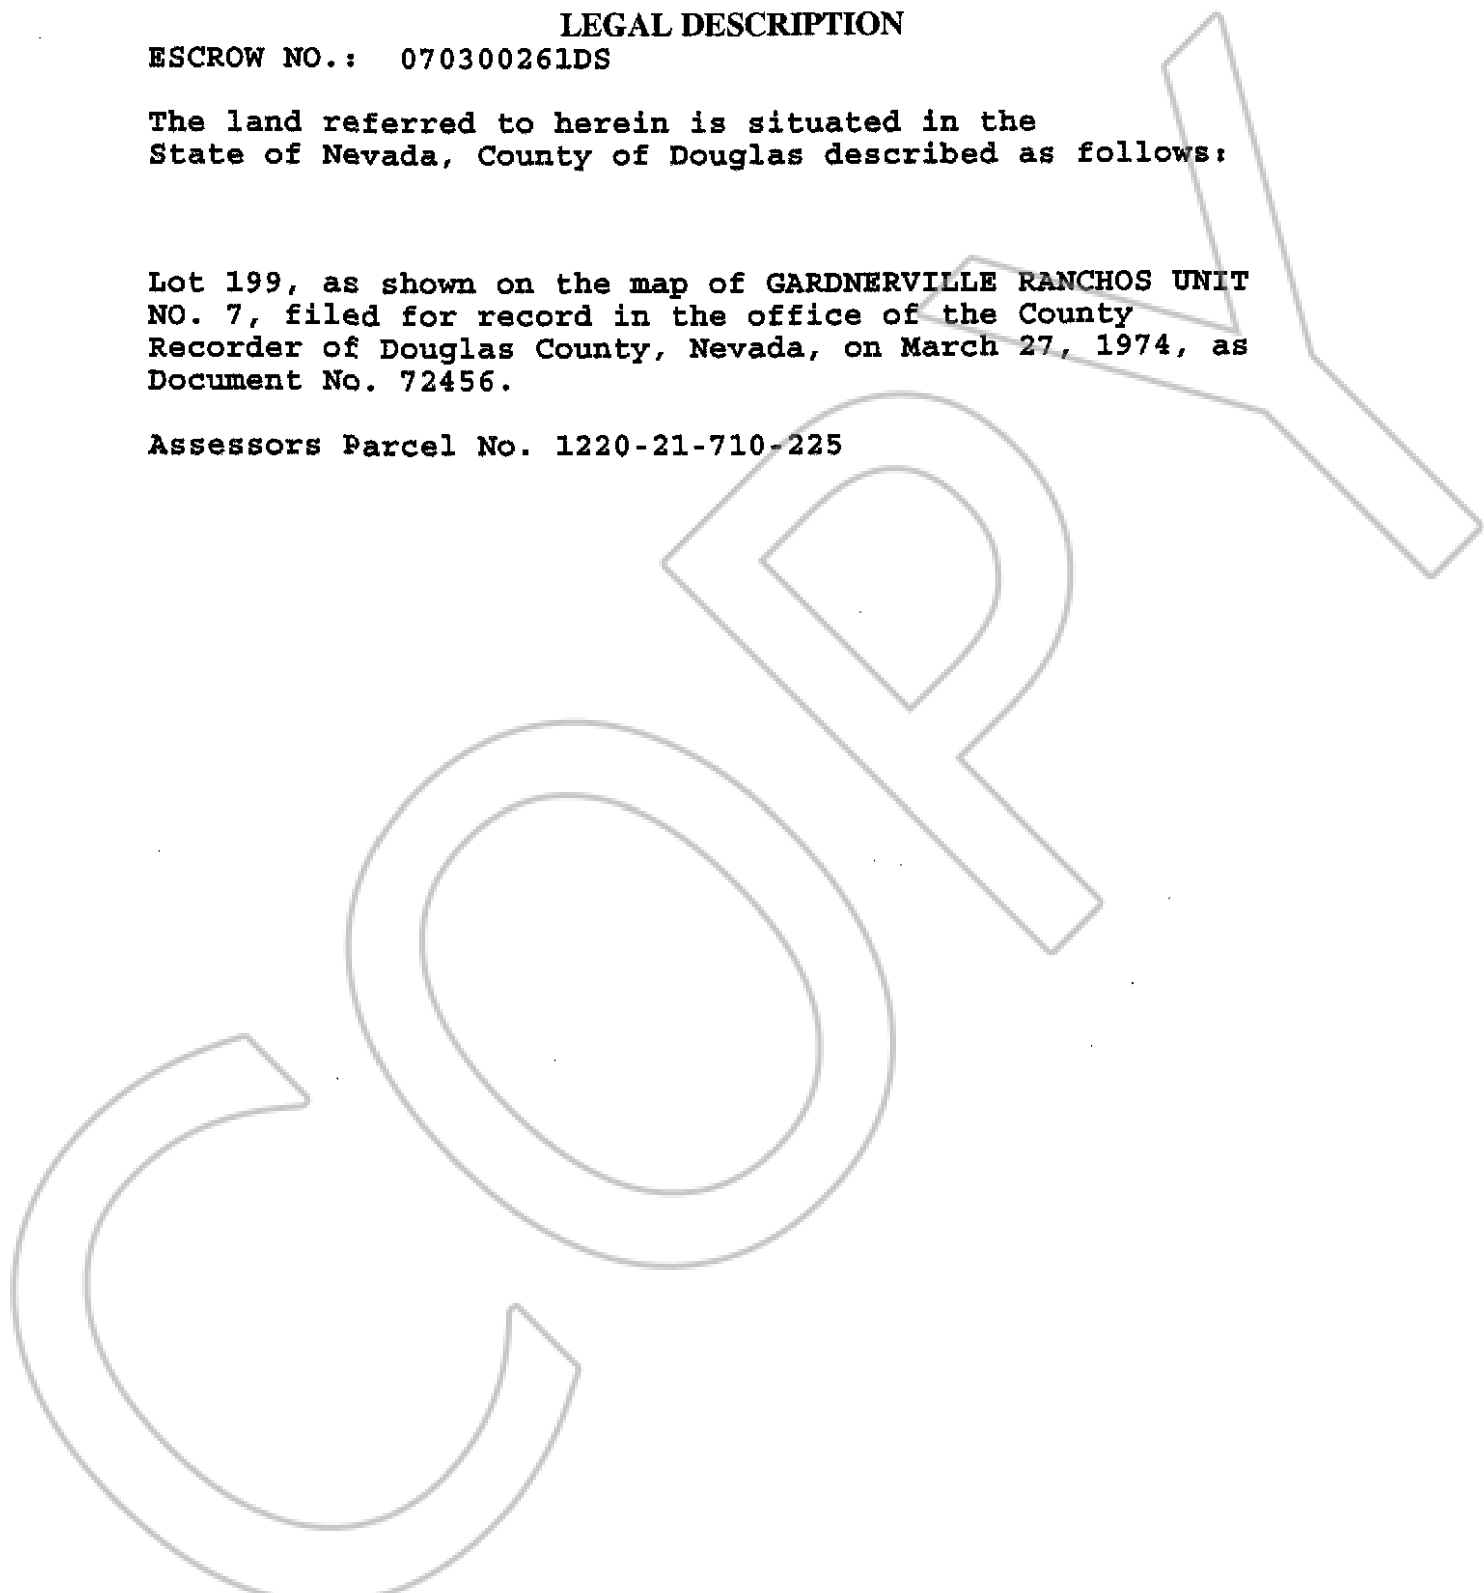 LEGAL DESCRIPTION
ESCROW NO.: 070300261DS
The land referred to herein is situated in the
State of Nevada, County of Douglas described as follows:
Lot 199, as shown on the map of GARDNERVILLE RANCHOS UNIT
NO. 7, filed for record in the office of the County
Recorder of Douglas County, Nevada, on March 27, 1974, as
Document No. 72456.
Assessors Parcel No. 1220-21-710-225
COPY